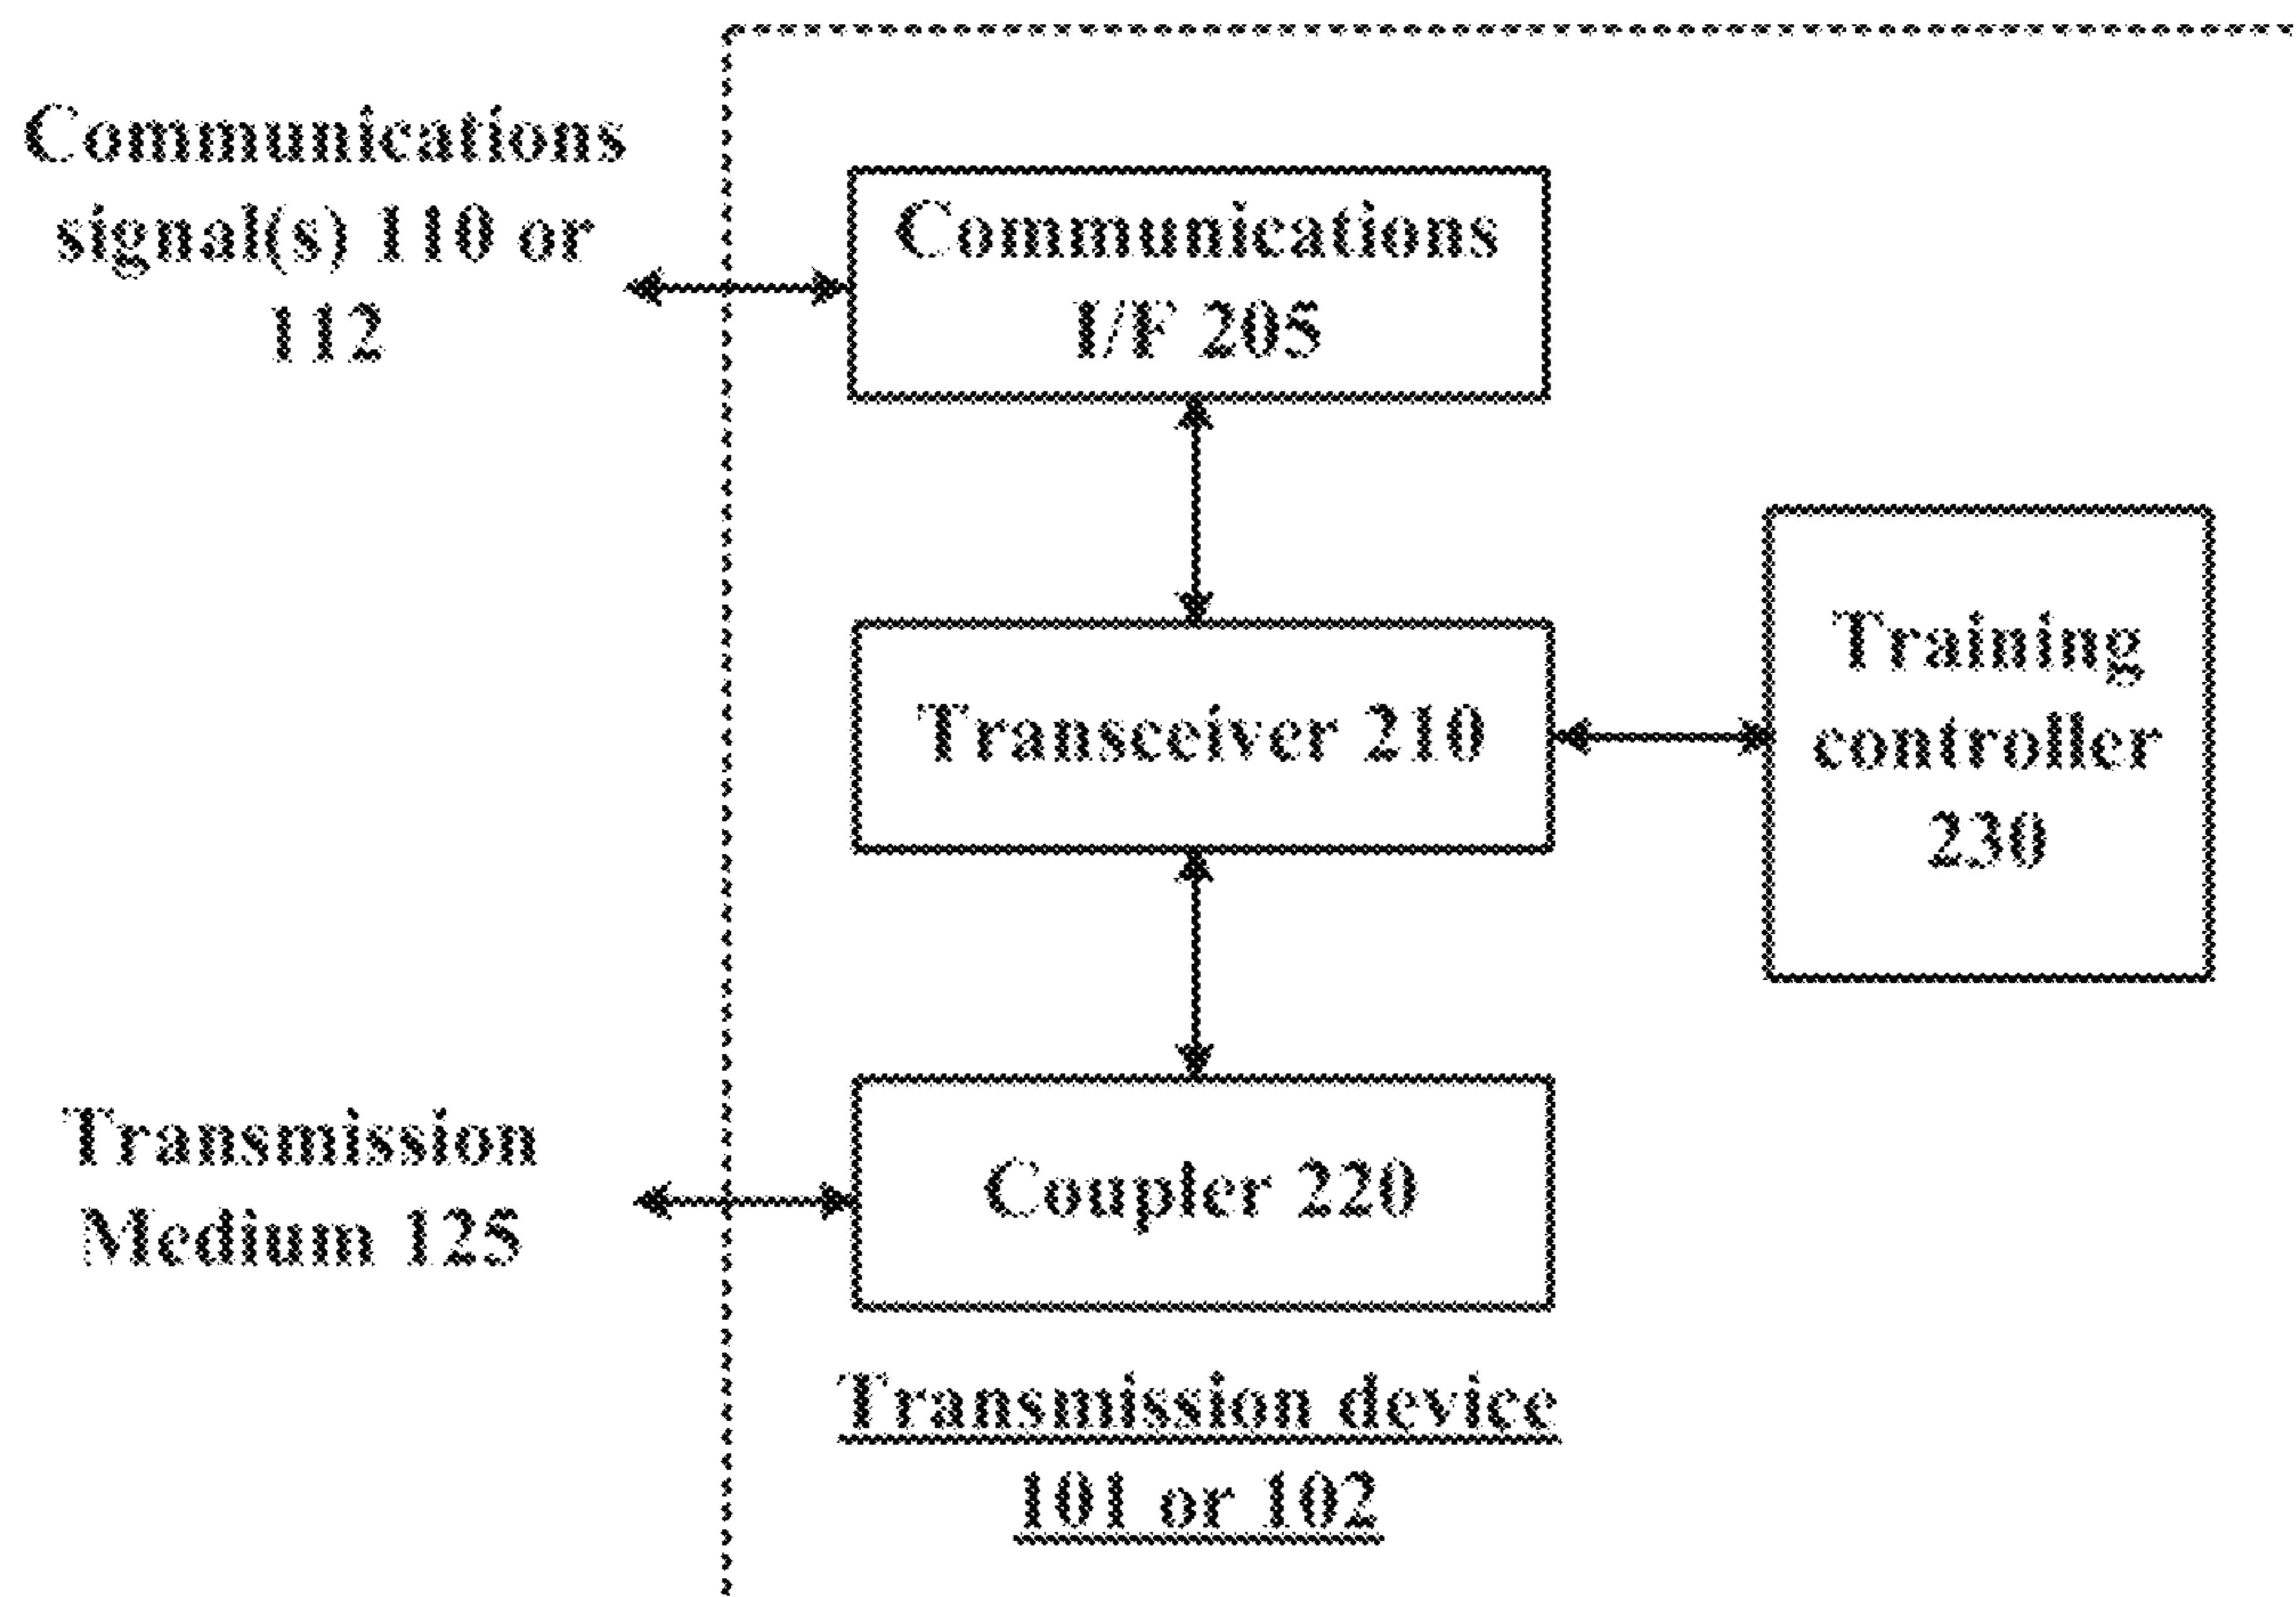 Communications
signal(s) 110 or
112
Communications
I/F 205
Transceiver 210
Training
controller
230
Transmission
Medium 125
Coupler 220
Transmission device
101 or 102